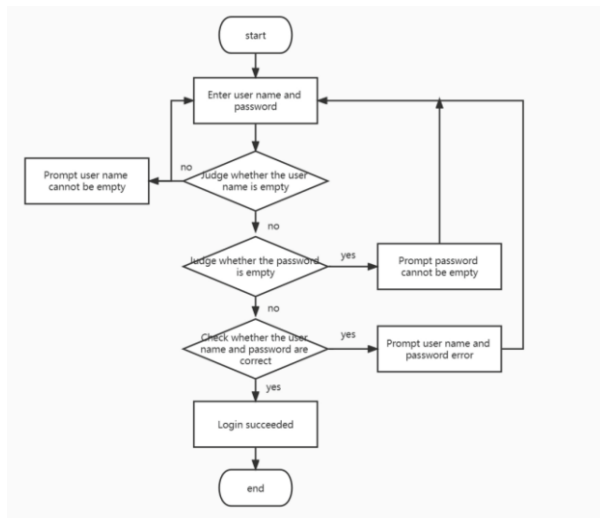 start
Enter user name and
password
no
Prompt user name
cannot be empty
Judge whether the user
name is empty
no
Judge whether the password
is empty
yes
Prompt password
cannot be empty
no
Check whether the user
name and password are
correct
yes
Prompt user name and
password error
yes
Login succeeded
end